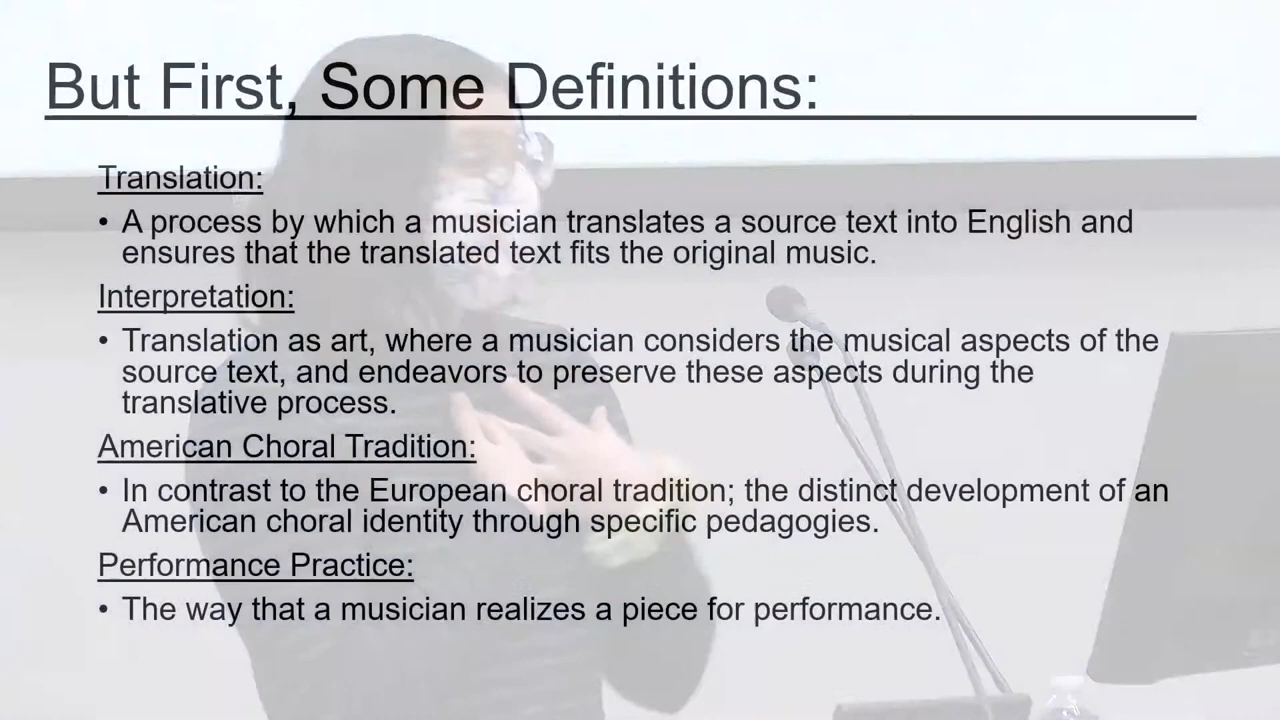 But First, Some Definitions:
Translation:
• A process by which a musician translates a source text into English and
ensures that the translated text fits the original music.
Interpretation:
• Translation as art, where a musician considers the musical aspects of the
source text, and endeavors to preserve these aspects during the
translative process.
American Choral Tradition:
• In contrast to the European choral tradition; the distinct development of an
American choral identity through specific pedagogies.
Performance Practice:
• The way that a musician realizes a piece for performance.